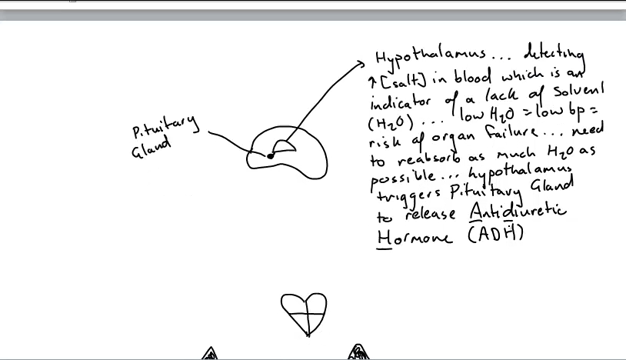 Hypothalamus... detecting
↑[salt] in blood which is an
indicator of a lack of solvent
(H₂O)... low H₂O = low bp =
risk of organ failure... need
to reabsorb as much H₂O as
possible... hypothalamus
triggers Pituitary Gland
to release Antidiuretic
Hormone (ADH)
Pituitary
Gland